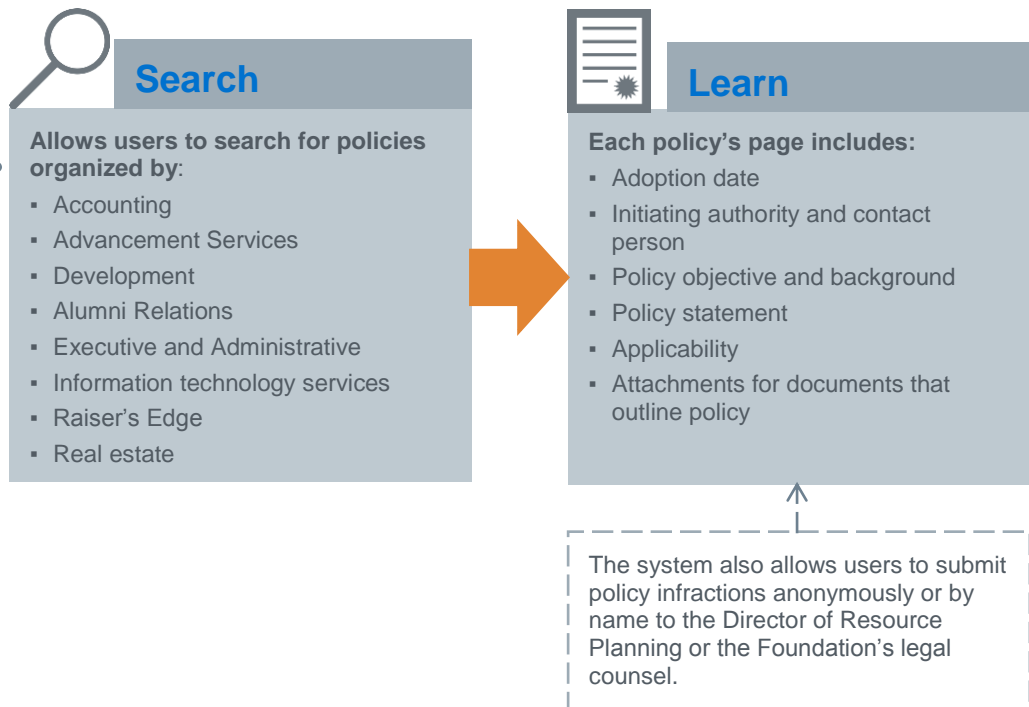 Search
Allows users to search for policies
organized by:
▪ Accounting
▪ Advancement Services
▪ Development
▪ Alumni Relations
▪ Executive and Administrative
▪ Information technology services
▪ Raiser’s Edge
▪ Real estate
Learn
Each policy’s page includes:
▪ Adoption date
▪ Initiating authority and contact
person
▪ Policy objective and background
▪ Policy statement
▪ Applicability
▪ Attachments for documents that
outline policy
The system also allows users to submit
policy infractions anonymously or by
name to the Director of Resource
Planning or the Foundation’s legal
counsel.